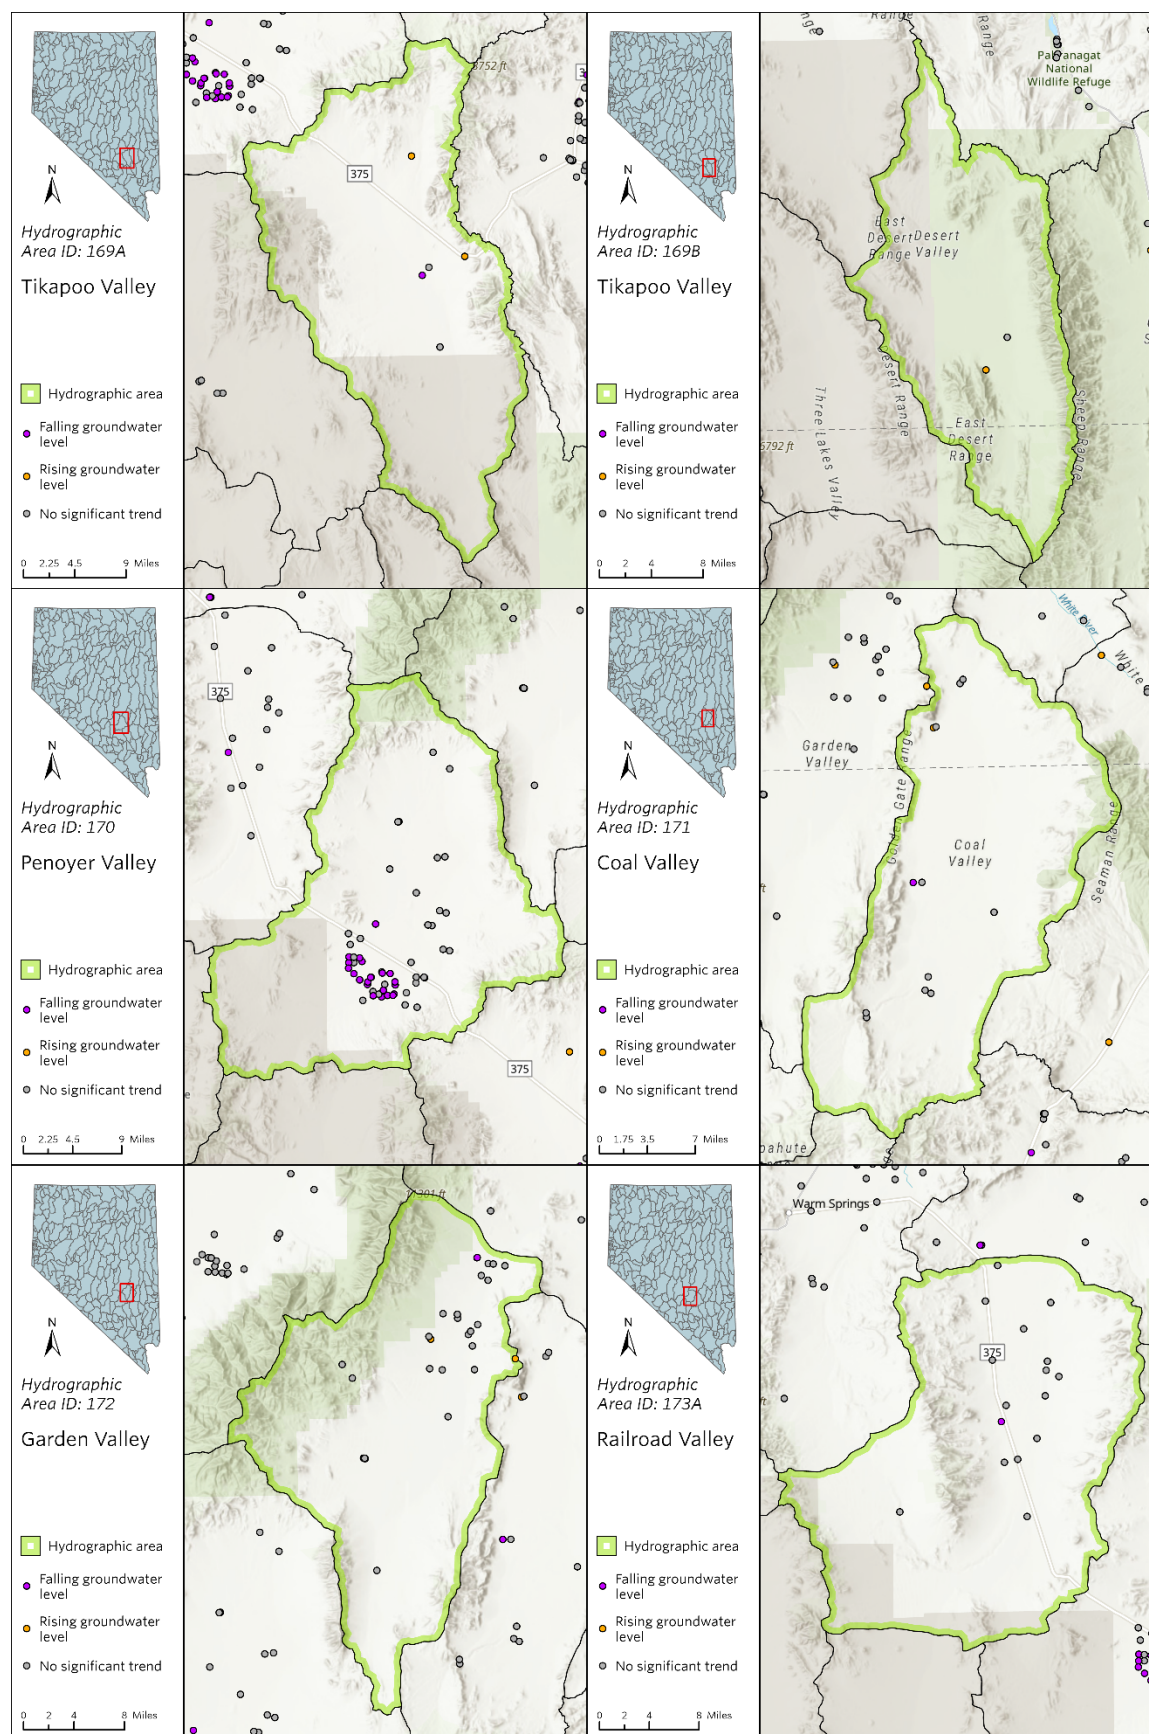 N
Hydrographic
Area ID: 169A
Tikapoo Valley
Hydrographic area
Falling groundwater
level
Rising groundwater
level
No significant trend
0 2.25 4.5 9 Miles
375
N
Hydrographic
Area ID: 169B
Tikapoo Valley
Hydrographic area
Falling groundwater
level
Rising groundwater
level
No significant trend
0 2 4 8 Miles
Range
Range
Range
National
Wildlife Refuge
East
Desert
Range
Desert
Valley
Desert Range
Three Lakes Valley
East
Desert
Range
Sheep Range
N
Hydrographic
Area ID: 170
Penoyer Valley
Hydrographic area
Falling groundwater
level
Rising groundwater
level
No significant trend
0 2.25 4.5 9 Miles
375
375
N
Hydrographic
Area ID: 171
Coal Valley
Hydrographic area
Falling groundwater
level
Rising groundwater
level
No significant trend
0 1.75 3.5 7 Miles
White River
White
Garden
Valley
Golden Gate Range
Coal
Valley
Seaman Range
N
Hydrographic
Area ID: 172
Garden Valley
Hydrographic area
Falling groundwater
level
Rising groundwater
level
No significant trend
0 2 4 8 Miles
N
Hydrographic
Area ID: 173A
Railroad Valley
Hydrographic area
Falling groundwater
level
Rising groundwater
level
No significant trend
0 2 4 8 Miles
Warm Springs
375